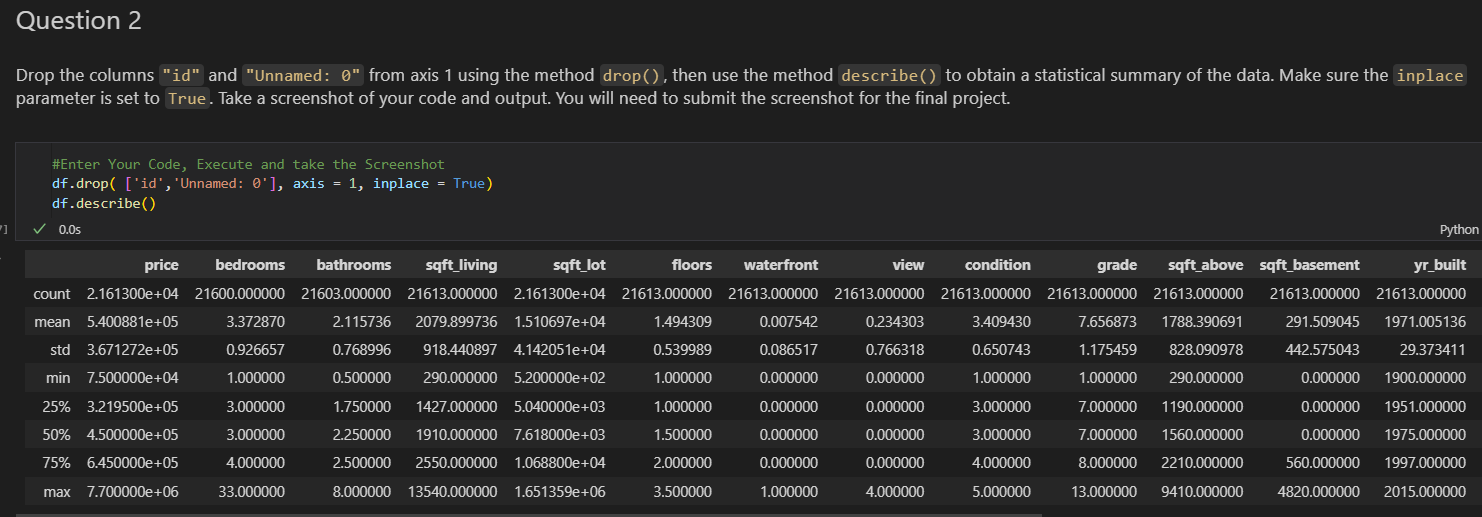 Question 2
Drop the columns "id" and "Unnamed: 0" from axis 1 using the method drop(), then use the method describe() to obtain a statistical summary of the data. Make sure the inplace
parameter is set to True. Take a screenshot of your code and output. You will need to submit the screenshot for the final project.
#Enter Your Code, Execute and take the Screenshot
df.drop( ['id','Unnamed: 0'], axis = 1, inplace = True)
df.describe()
0.0s Python
price bedrooms bathrooms sqft_living sqft_lot floors waterfront view condition grade sqft_above sqft_basement yr_built
count 2.161300e+04 21600.000000 21603.000000 21613.000000 2.161300e+04 21613.000000 21613.000000 21613.000000 21613.000000 21613.000000 21613.000000 21613.000000 21613.000000
mean 5.400881e+05 3.372870 2.115736 2079.899736 1.510697e+04 1.494309 0.007542 0.234303 3.409430 7.656873 1788.390691 291.509045 1971.005136
std 3.671272e+05 0.926657 0.768996 918.440897 4.142051e+04 0.539989 0.086517 0.766318 0.650743 1.175459 828.090978 442.575043 29.373411
min 7.500000e+04 1.000000 0.500000 290.000000 5.200000e+02 1.000000 0.000000 0.000000 1.000000 1.000000 290.000000 0.000000 1900.000000
25% 3.219500e+05 3.000000 1.750000 1427.000000 5.040000e+03 1.000000 0.000000 0.000000 3.000000 7.000000 1190.000000 0.000000 1951.000000
50% 4.500000e+05 3.000000 2.250000 1910.000000 7.618000e+03 1.500000 0.000000 0.000000 3.000000 7.000000 1560.000000 0.000000 1975.000000
75% 6.450000e+05 4.000000 2.500000 2550.000000 1.068800e+04 2.000000 0.000000 0.000000 4.000000 8.000000 2210.000000 560.000000 1997.000000
max 7.700000e+06 33.000000 8.000000 13540.000000 1.651359e+06 3.500000 1.000000 4.000000 5.000000 13.000000 9410.000000 4820.000000 2015.000000